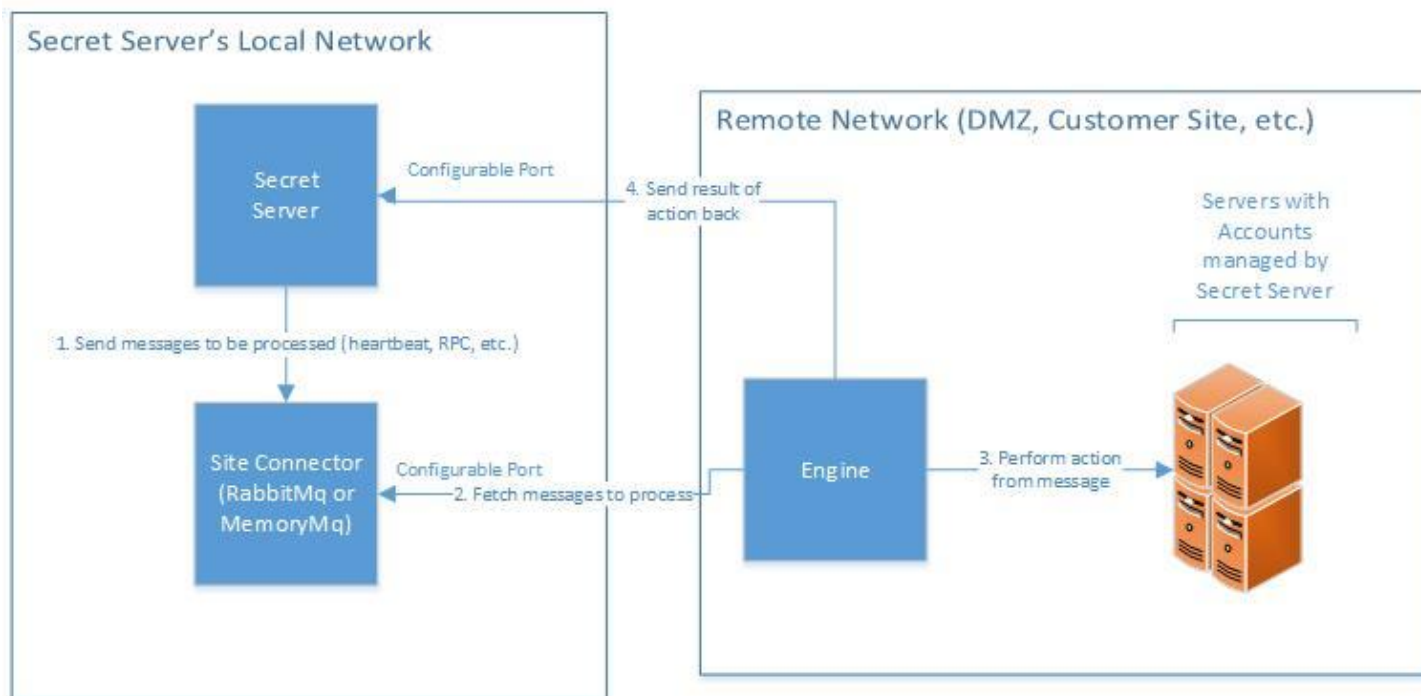 Secret Server's Local Network
Secret
Server
Configurable Port
1. Send messages to be processed (heartbeat, RPC, etc.)
Site Connector
(RabbitMq or
MemoryMq)
Configurable Port
2. Fetch messages to process
Remote Network (DMZ, Customer Site, etc.)
4. Send result of
action back
Engine
3. Perform action
from message
Servers with
Accounts
managed by
Secret Server